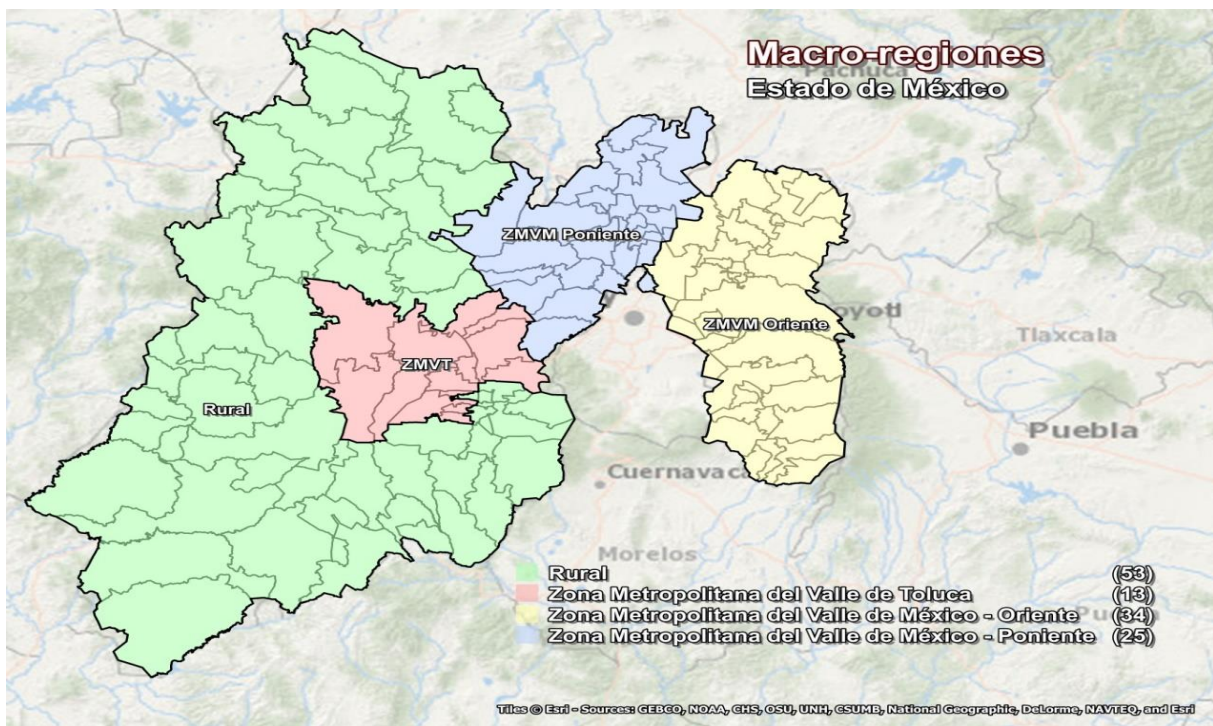 Macro-regiones
Pachuca
Estado de México
ZMVM Poniente
oyotl
ZMVM Oriente
Tlaxcala
ZMVT
Rural
Puebla
Cuernavaca
Morelos
Rural (53)
Zona Metropolitana del Valle de Toluca (13)
Zona Metropolitana del Valle de México - Oriente (34)
Zona Metropolitana del Valle de México - Poniente (25)
Tiles © Esri - Sources: GEBCO, NOAA, CHS, OSU, UNH, CSUMB, National Geographic, DeLorme, NAVTEQ, and Esri